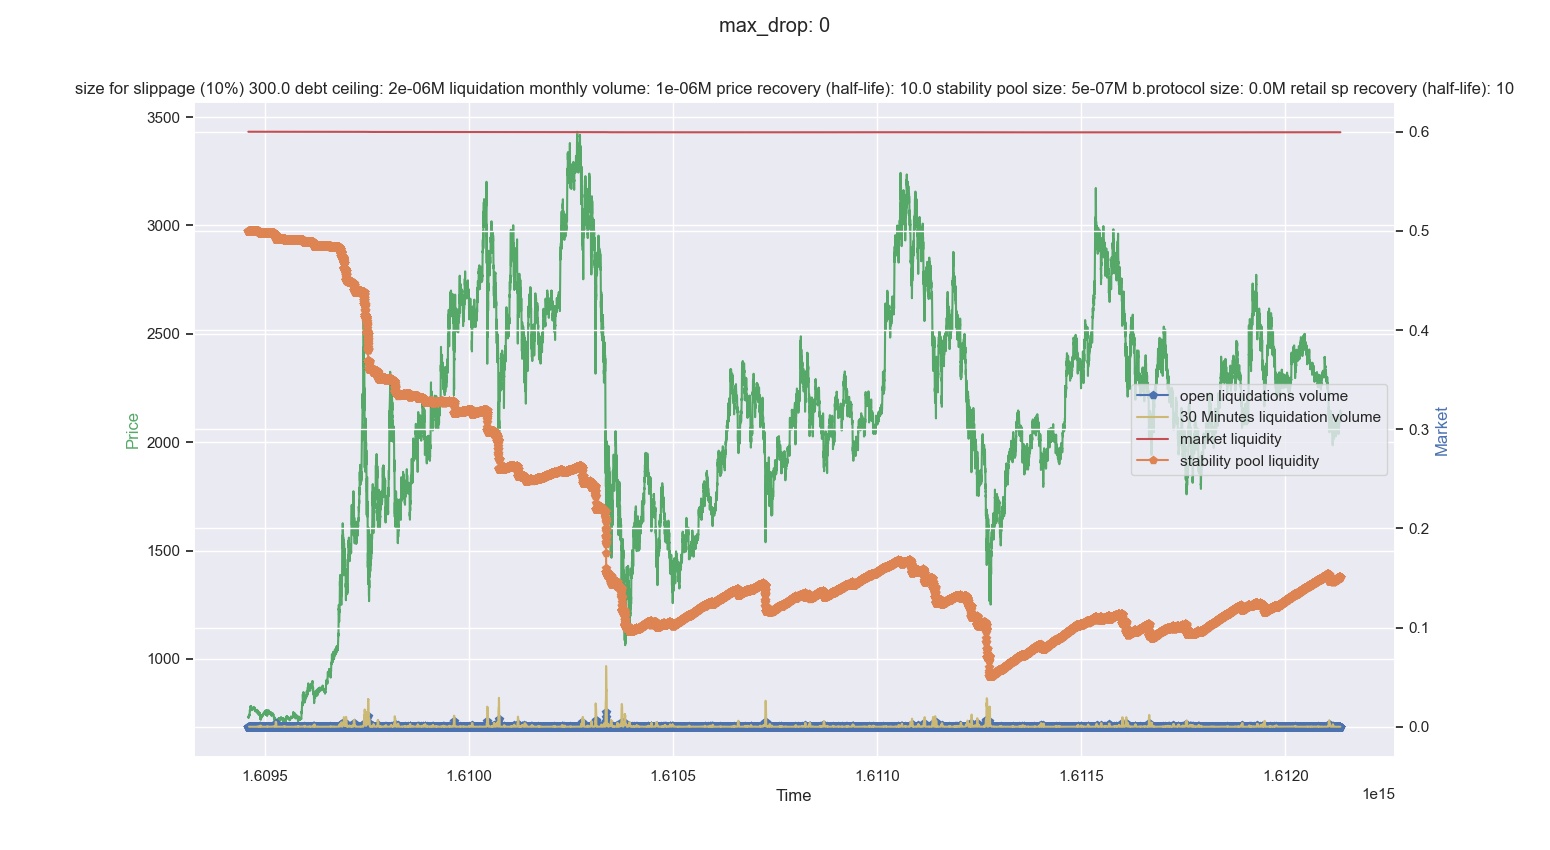 max_drop: 0
size for slippage (10%) 300.0 debt ceiling: 2e-06M liquidation monthly volume: 1e-06M price recovery (half-life): 10.0 stability pool size: 5e-07M b.protocol size: 0.0M retail sp recovery (half-life): 10
3500
3000
2500
2000
1500
1000
Price
0.6
0.5
0.4
0.3
0.2
0.1
0.0
Market
open liquidations volume
30 Minutes liquidation volume
market liquidity
stability pool liquidity
1.6095
1.6100
1.6105
1.6110
1.6115
1.6120
1e15
Time